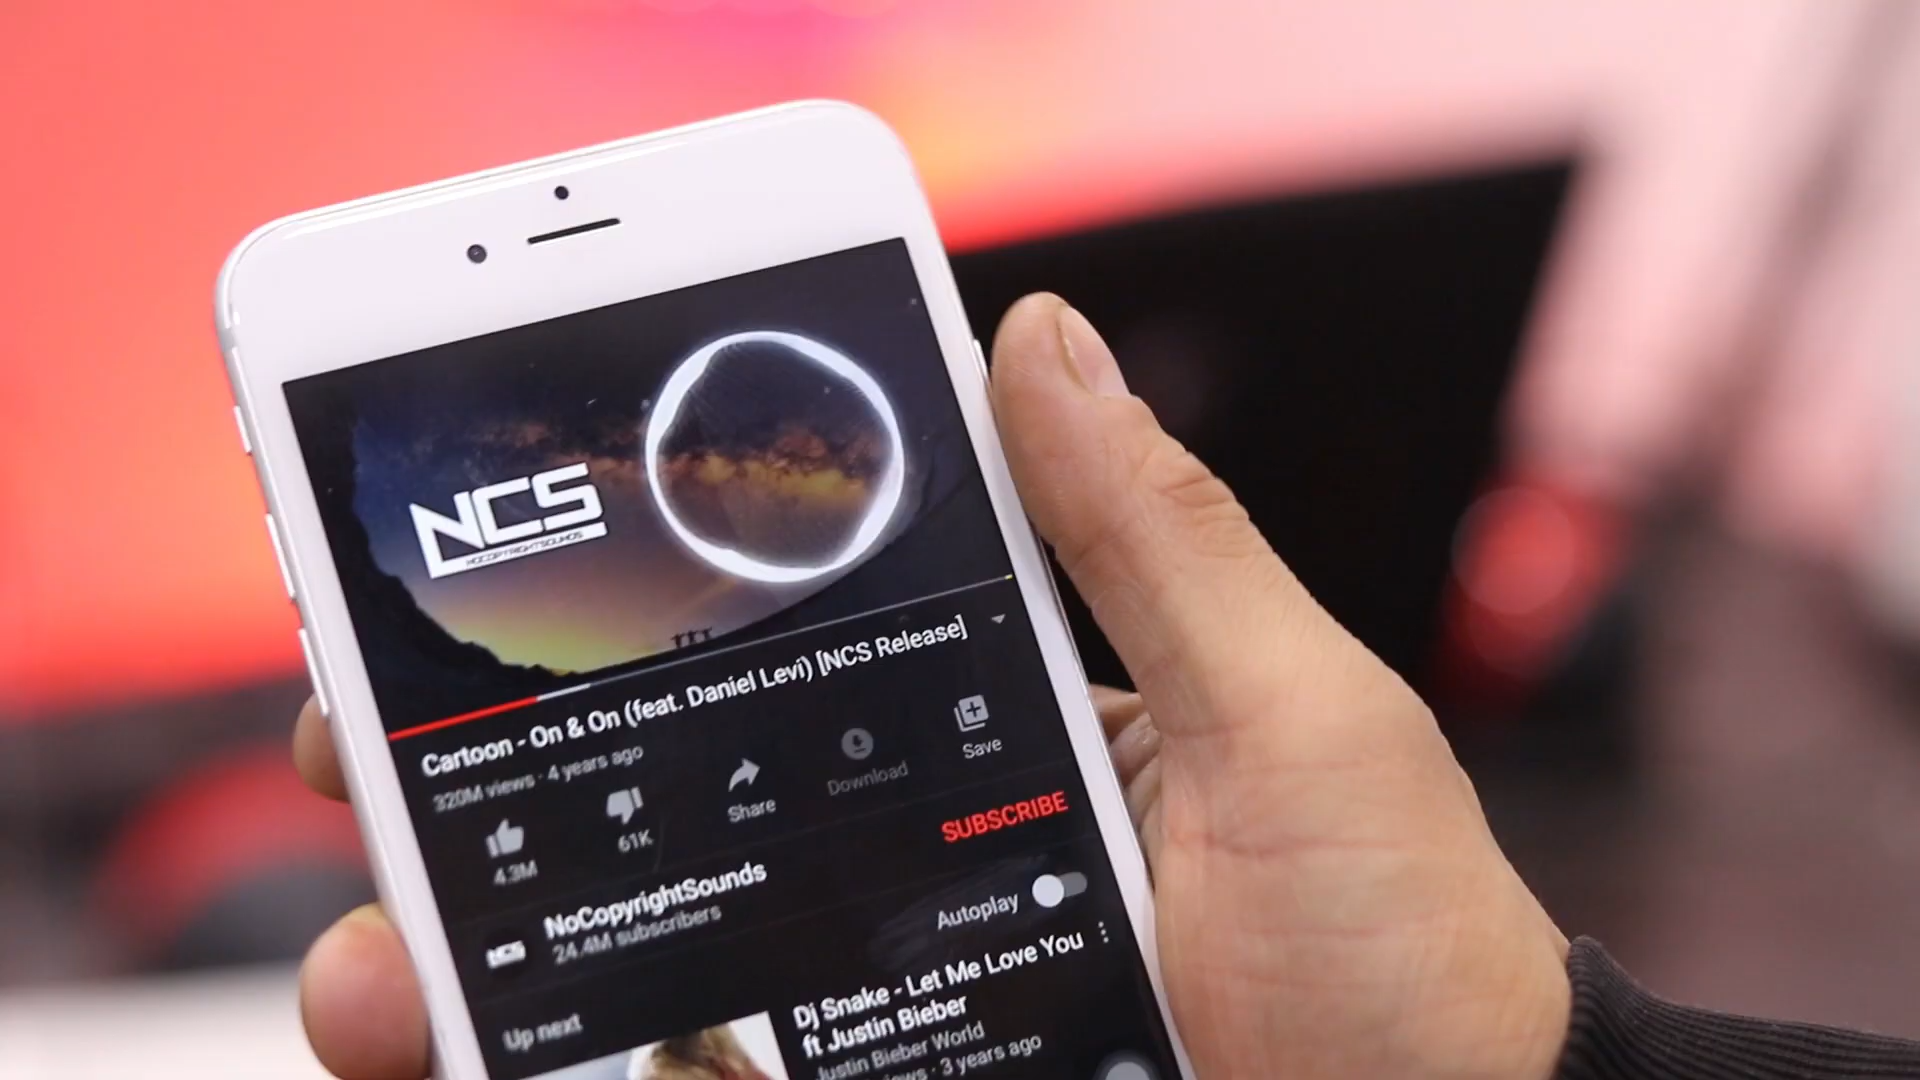 NCS
NOCOPYRIGHTSOUNDS
Cartoon - On & On (feat. Daniel Levi) [NCS Release]
320M views · 4 years ago
4.3M
61K
Share
Download
Save
NoCopyrightSounds
24.4M subscribers
SUBSCRIBE
NCS
Up next
Autoplay
Dj Snake - Let Me Love You
ft Justin Bieber
Justin Bieber World
views · 3 years ago